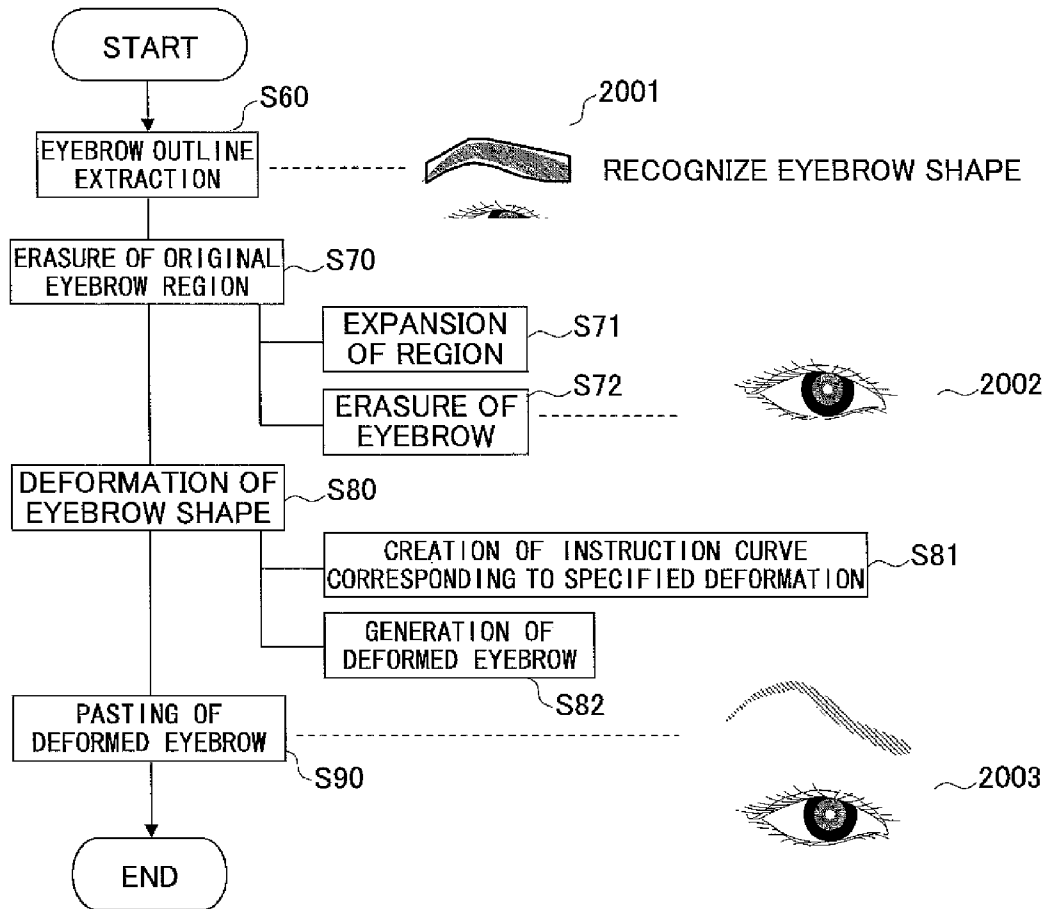 START
S60
2001
EYEBROW OUTLINE
EXTRACTION
RECOGNIZE EYEBROW SHAPE
ERASURE OF ORIGINAL
EYEBROW REGION
S70
EXPANSION
OF REGION
S71
S72
ERASURE OF
EYEBROW
2002
DEFORMATION OF
EYEBROW SHAPE
S80
CREATION OF INSTRUCTION CURVE
CORRESPONDING TO SPECIFIED DEFORMATION
S81
GENERATION OF
DEFORMED EYEBROW
S82
PASTING OF
DEFORMED EYEBROW
S90
2003
END